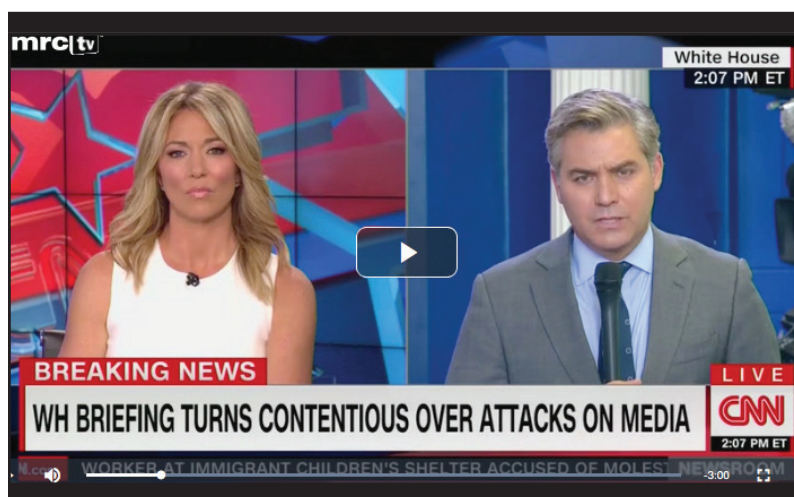 mrc tv
White House
2:07 PM ET
BREAKING NEWS
LIVE
WH BRIEFING TURNS CONTENTIOUS OVER ATTACKS ON MEDIA
CNN
2:07 PM ET
WORKER AT IMMIGRANT CHILDREN'S SHELTER ACCUSED OF MOLEST
NEWSROOM
-3:00